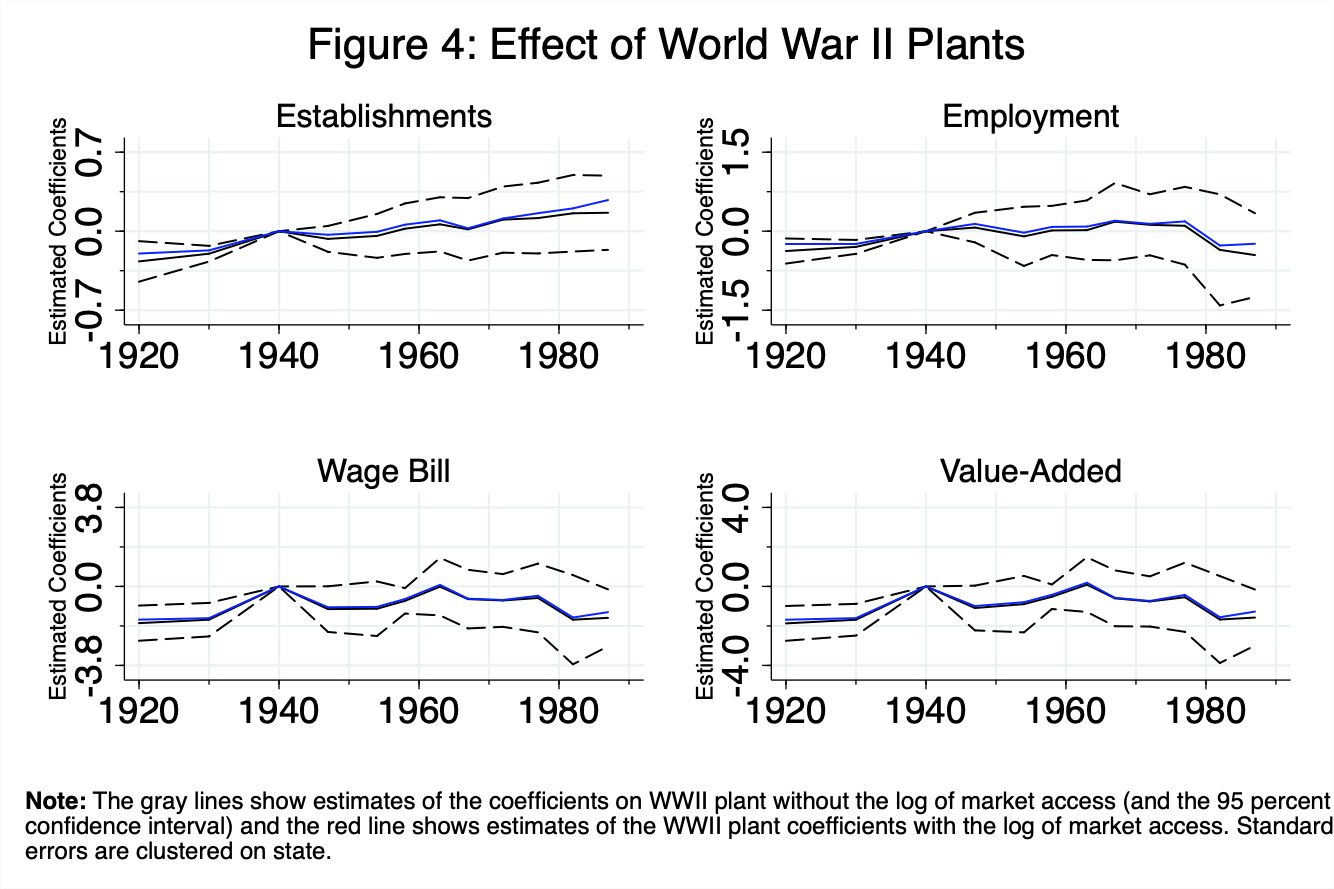 Figure 4: Effect of World War II Plants
Establishments
Estimated Coefficients
0.7
0.0
-0.7
1920 1940 1960 1980
Employment
Estimated Coefficients
1.5
0.0
-1.5
1920 1940 1960 1980
Wage Bill
Estimated Coefficients
3.8
0.0
-3.8
1920 1940 1960 1980
Value-Added
Estimated Coefficients
4.0
0.0
-4.0
1920 1940 1960 1980
Note: The gray lines show estimates of the coefficients on WWII plant without the log of market access (and the 95 percent
confidence interval) and the red line shows estimates of the WWII plant coefficients with the log of market access. Standard
errors are clustered on state.